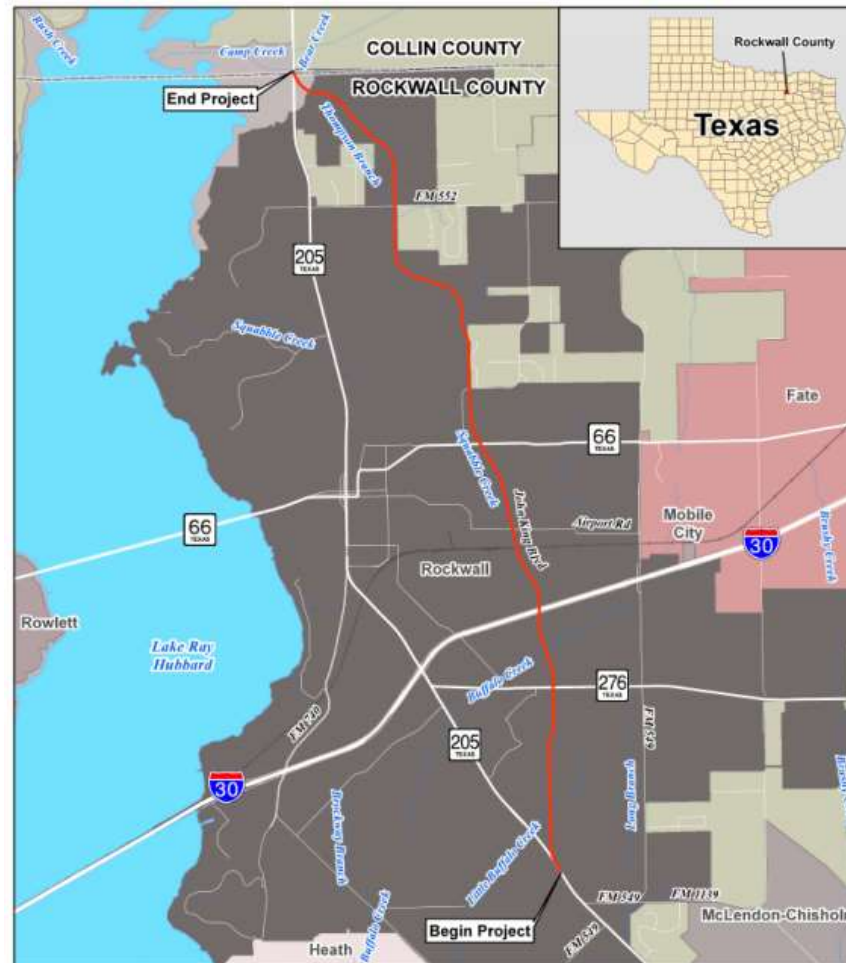 Rush Creek
Camp Creek
Bear Creek
COLLIN COUNTY
ROCKWALL COUNTY
End Project
Thompson Branch
Rockwall County
Texas
FM 552
205
TEXAS
Squabble Creek
Fate
66
TEXAS
Squabble Creek
John King Blvd
66
TEXAS
Airport Rd
Mobile
City
30
Brushy Creek
Rockwall
Rowlett
Lake Ray
Hubbard
Buffalo Creek
276
TEXAS
FM 740
205
TEXAS
FM 549
30
Brockway Branch
Long Branch
Little Buffalo Creek
Buffalo Creek
Begin Project
FM 549
FM 549
FM 1139
McLendon-Chisholm
Heath